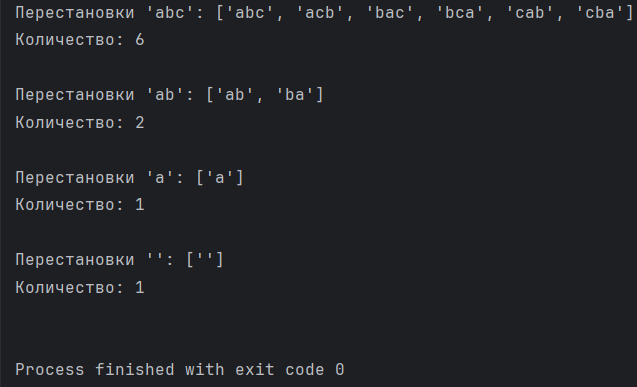 Перестановки 'abc': ['abc', 'acb', 'bac', 'bca', 'cab', 'cba']
Количество: 6
Перестановки 'ab': ['ab', 'ba']
Количество: 2
Перестановки 'a': ['a']
Количество: 1
Перестановки '': ['']
Количество: 1
Process finished with exit code 0